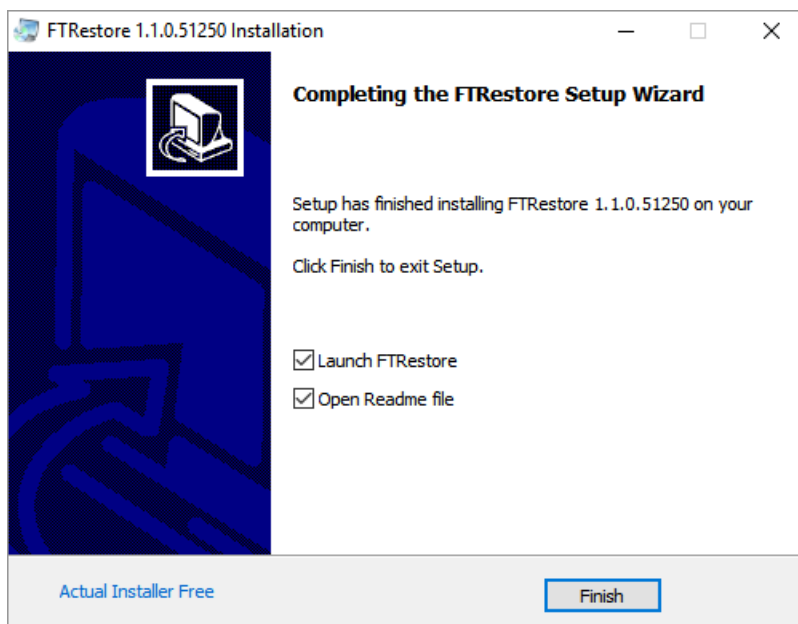 FTRestore 1.1.0.51250 Installation
Completing the FTRestore Setup Wizard
Setup has finished installing FTRestore 1.1.0.51250 on your
computer.
Click Finish to exit Setup.
Launch FTRestore
Open Readme file
Actual Installer Free
Finish